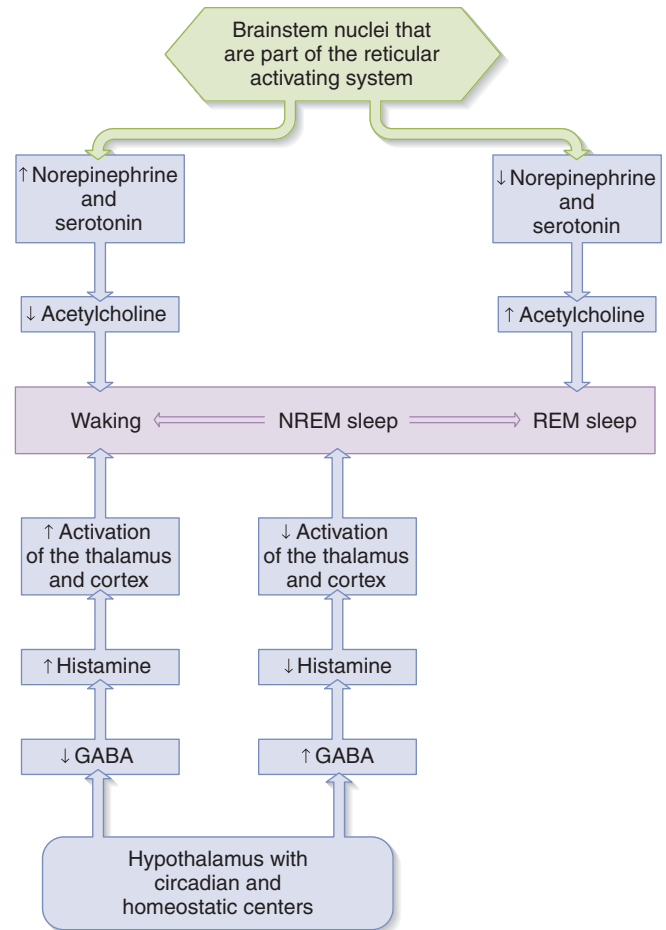 Brainstem nuclei that
are part of the reticular
activating system
↑ Norepinephrine
and
serotonin
↓ Norepinephrine
and
serotonin
↓ Acetylcholine
↑ Acetylcholine
Waking
NREM sleep
REM sleep
↑ Activation
of the thalamus
and cortex
↓ Activation
of the thalamus
and cortex
↑ Histamine
↓ Histamine
↓ GABA
↑ GABA
Hypothalamus with
circadian and
homeostatic centers